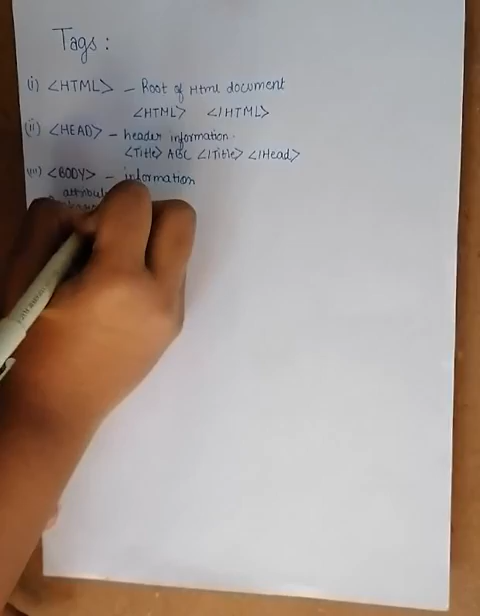 Tags :
(i) <HTML> - Root of Html document
<HTML> </HTML>
(ii) <HEAD> - header information.
<Title> ABC </Title> </Head>
(iii) <BODY> - information